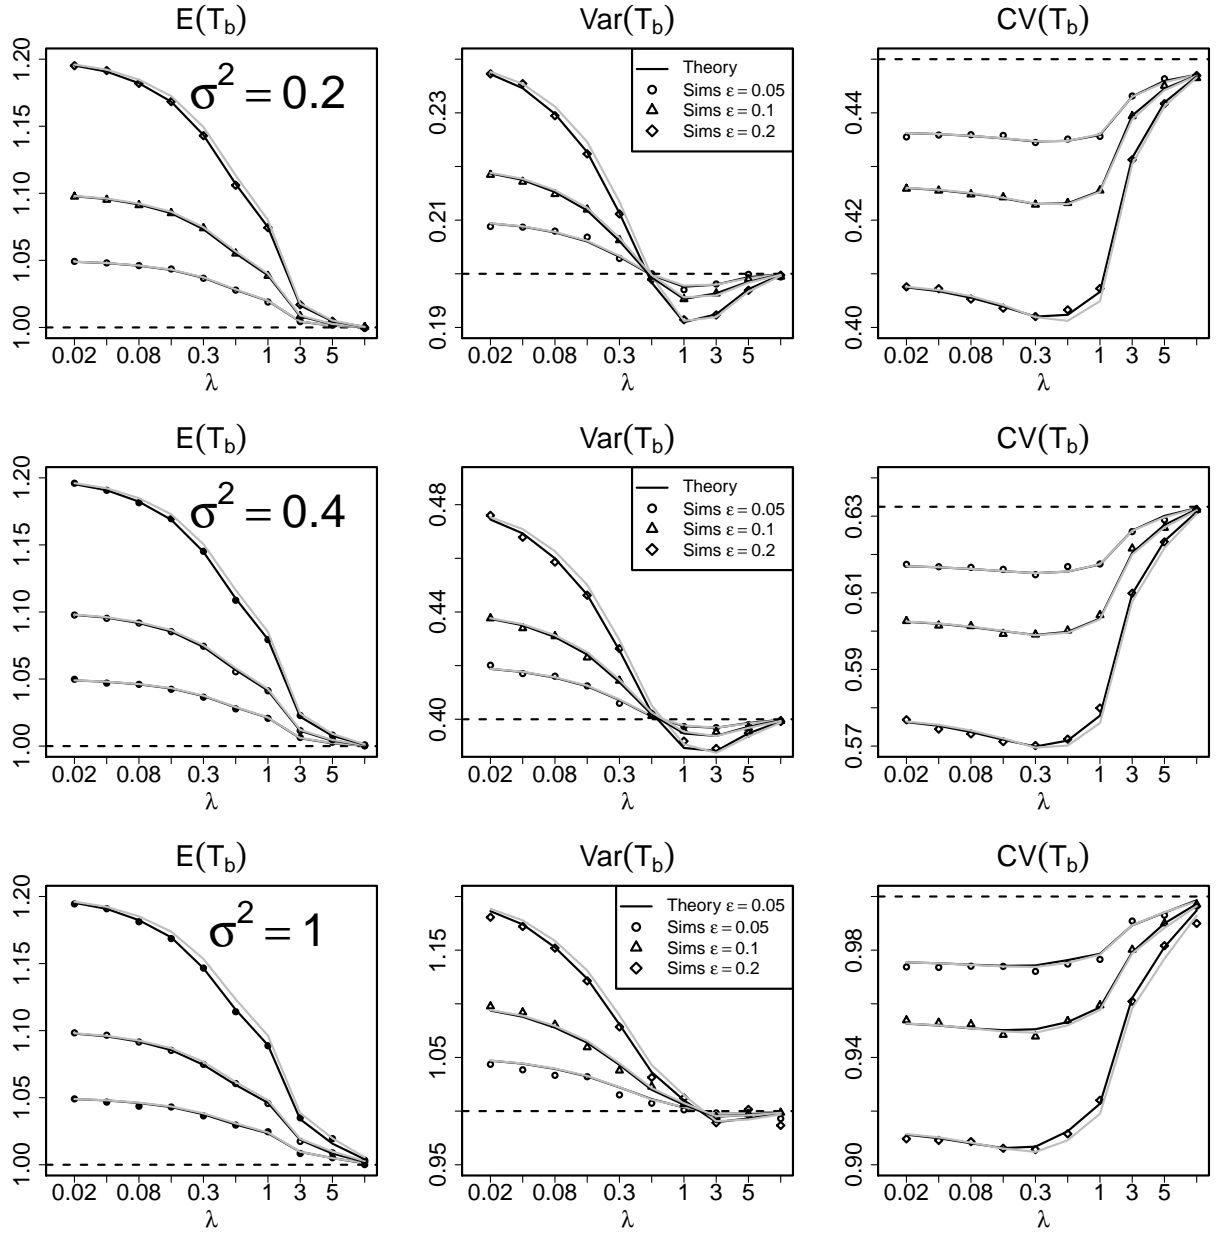 E(T_b) Var(T_b) CV(T_b)
σ² = 0.2
Theory
Sims ε = 0.05
Sims ε = 0.1
Sims ε = 0.2
1.00 1.05 1.10 1.15 1.20
0.19 0.21 0.23
0.40 0.42 0.44
0.02 0.08 0.3 1 3 5
0.02 0.08 0.3 1 3 5
0.02 0.08 0.3 1 3 5
λ λ λ
E(T_b) Var(T_b) CV(T_b)
σ² = 0.4
Theory
Sims ε = 0.05
Sims ε = 0.1
Sims ε = 0.2
1.00 1.05 1.10 1.15 1.20
0.40 0.44 0.48
0.57 0.59 0.61 0.63
0.02 0.08 0.3 1 3 5
0.02 0.08 0.3 1 3 5
0.02 0.08 0.3 1 3 5
λ λ λ
E(T_b) Var(T_b) CV(T_b)
σ² = 1
Theory ε = 0.05
Sims ε = 0.05
Sims ε = 0.1
Sims ε = 0.2
1.00 1.05 1.10 1.15 1.20
0.95 1.05 1.15
0.90 0.94 0.98
0.02 0.08 0.3 1 3 5
0.02 0.08 0.3 1 3 5
0.02 0.08 0.3 1 3 5
λ λ λ